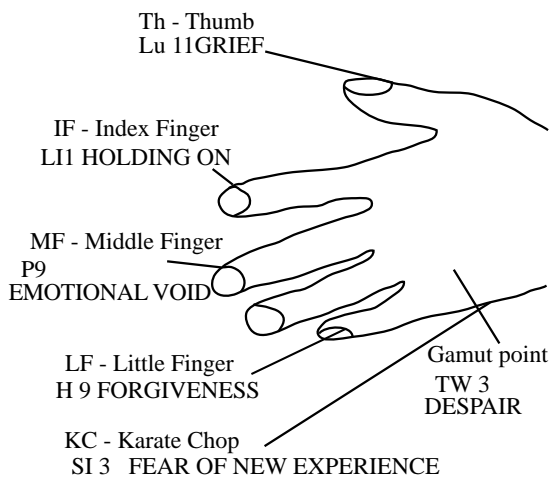 Th - Thumb
Lu 11GRIEF
IF - Index Finger
LI1 HOLDING ON
MF - Middle Finger
P9
EMOTIONAL VOID
LF - Little Finger
H 9 FORGIVENESS
Gamut point
TW 3
DESPAIR
KC - Karate Chop
SI 3 FEAR OF NEW EXPERIENCE